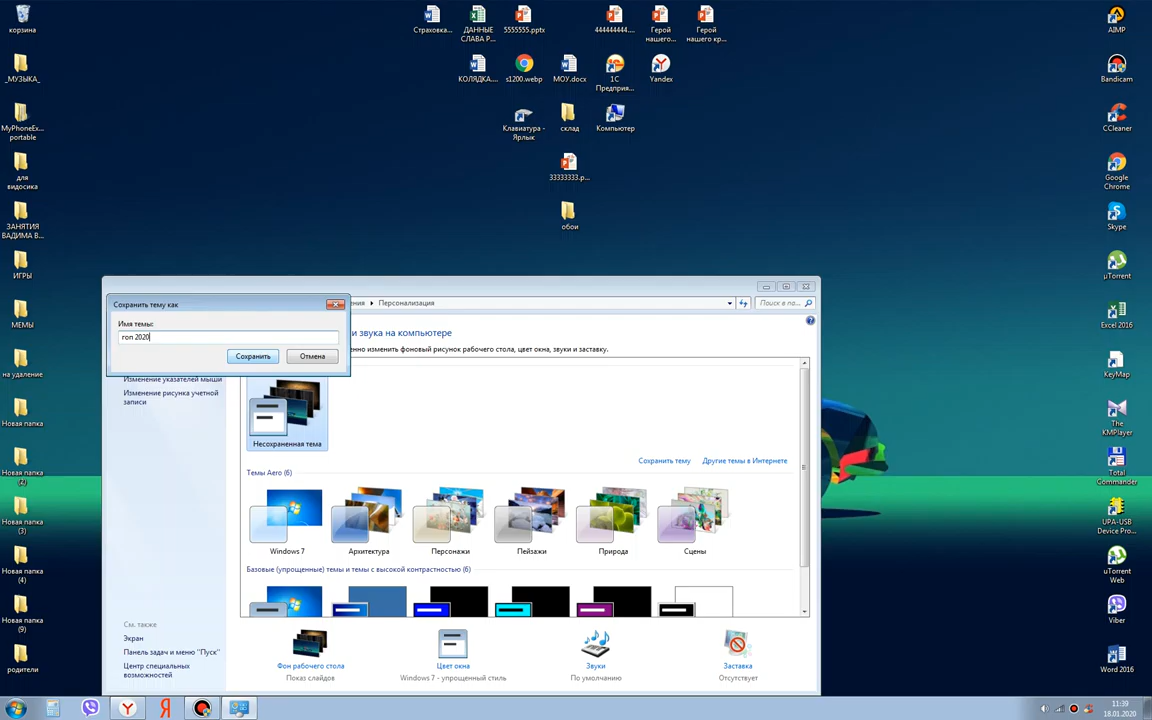 корзина
Страховка...
ДАННЫЕ
СЛАВА Р...
5555555.pptx
444444444....
Герой
нашего...
Герой
нашего кр...
AIMP
_МУЗЫКА_
КОЛЯДКА....
s1200.webp
МОУ.docx
1С
Предприя...
Yandex
Bandicam
MyPhoneEx...
portable
Клавиатура -
Ярлык
склад
Компьютер
CCleaner
для
видосика
33333333.p...
Google
Chrome
ЗАНЯТИЯ
ВАДИМА В...
обои
Skype
ИГРЫ
µTorrent
МЕМЫ
Excel 2016
на удаление
KeyMap
Новая папка
The
KMPlayer
Новая папка
(2)
Total
Commander
Новая папка
(3)
UPA-USB
Device Pro...
Новая папка
(4)
uTorrent
Web
Новая папка
(9)
Viber
родители
Word 2016
Сохранить тему как
Имя темы:
ron 2020
Сохранить
Отмена
ния ▸ Персонализация
Поиск в па...
и звука на компьютере
енно изменить фоновый рисунок рабочего стола, цвет окна, звуки и заставку.
Изменение указателей мыши
Изменение рисунка учетной
записи
Несохраненная тема
Сохранить тему
Другие темы в Интернете
Темы Aero (6)
Windows 7
Архитектура
Персонажи
Пейзажи
Природа
Сцены
Базовые (упрощенные) темы и темы с высокой контрастностью (6)
См. также
Экран
Панель задач и меню "Пуск"
Центр специальных
возможностей
Фон рабочего стола
Показ слайдов
Цвет окна
Windows 7 - упрощенный стиль
Звуки
По умолчанию
Заставка
Отсутствует
11:39
18.01.2020